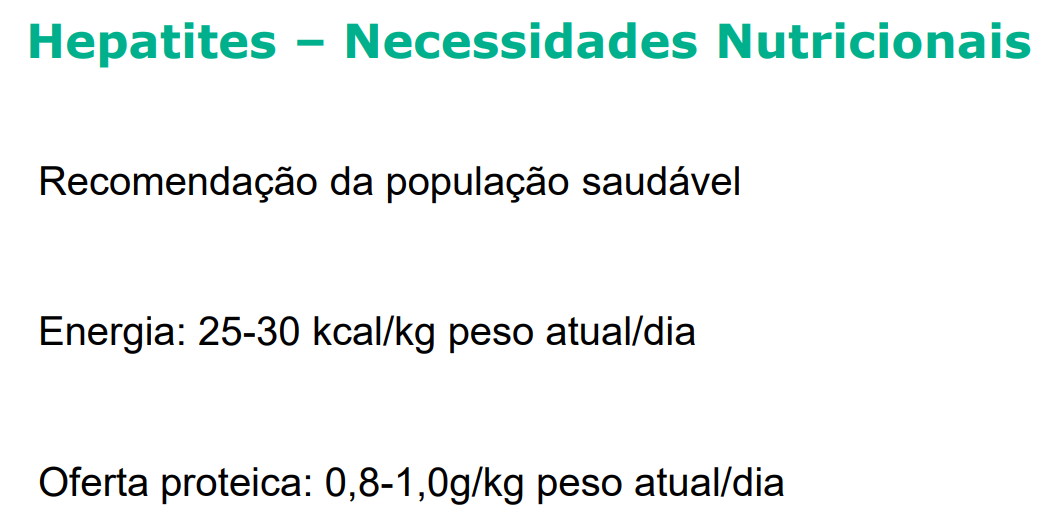 Hepatites – Necessidades Nutricionais
Recomendação da população saudável
Energia: 25-30 kcal/kg peso atual/dia
Oferta proteica: 0,8-1,0g/kg peso atual/dia